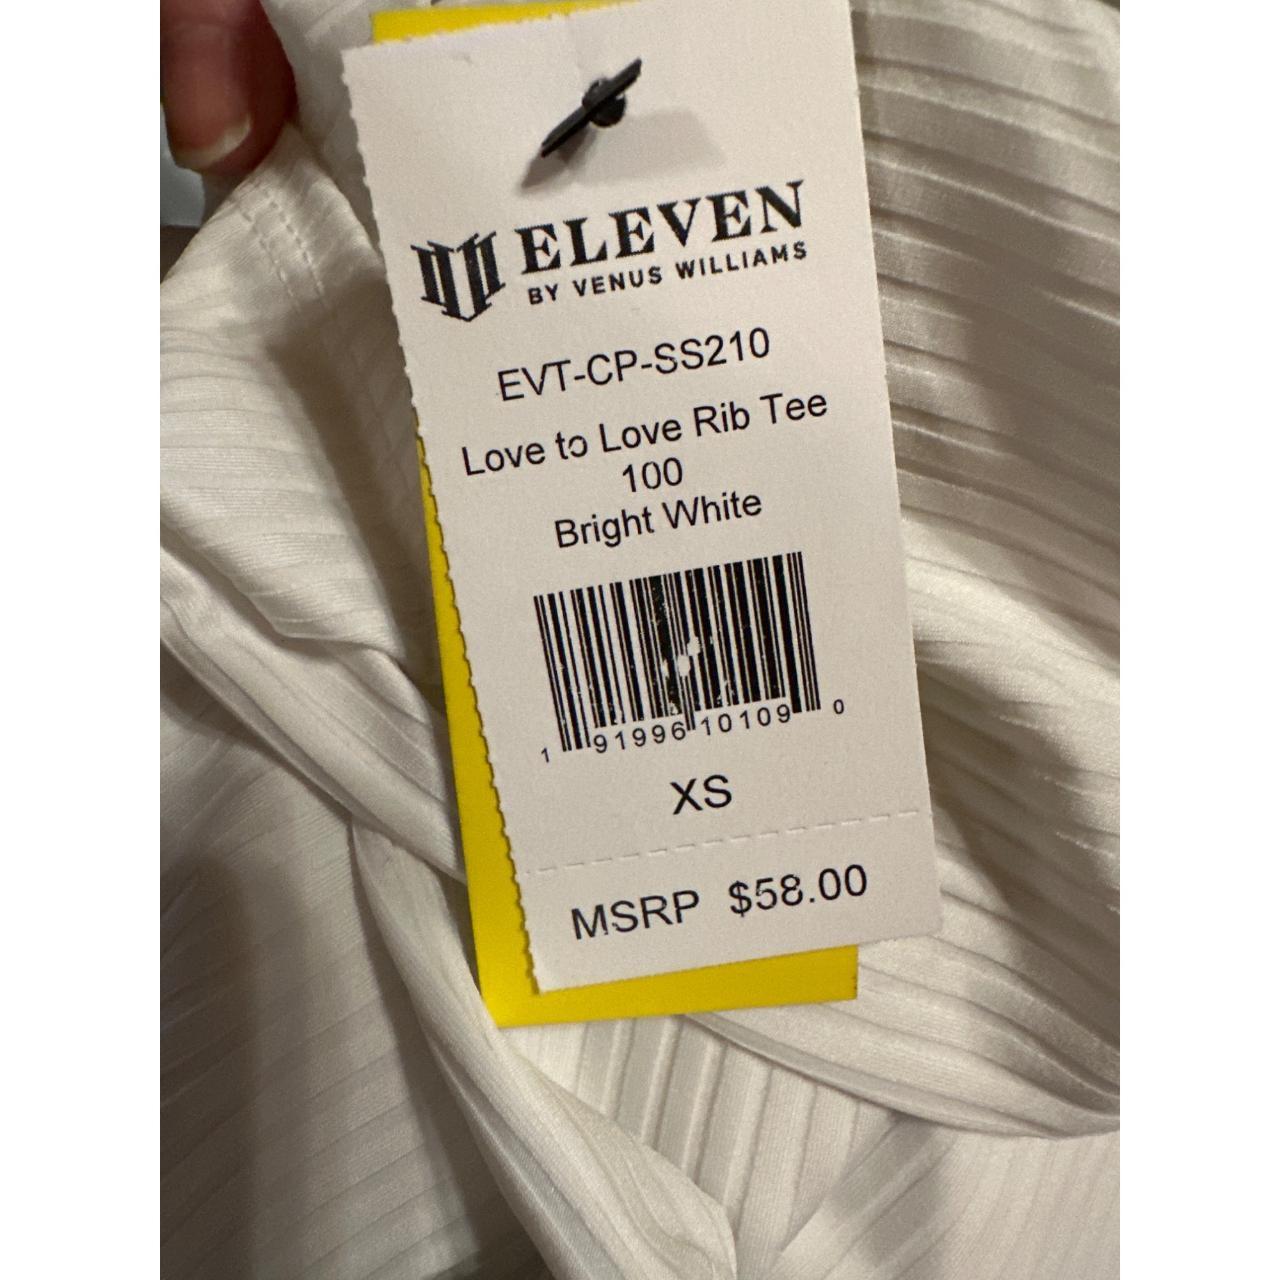 ELEVEN
BY VENUS WILLIAMS
EVT-CP-SS210
Love to Love Rib Tee
100
Bright White
1 91996 10109 0
XS
MSRP $58.00